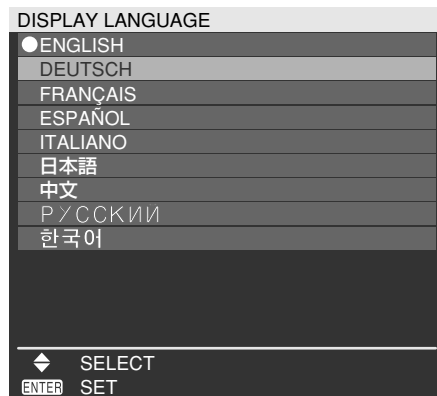 DISPLAY LANGUAGE
ENGLISH
DEUTSCH
FRANÇAIS
ESPAÑOL
ITALIANO
日本語
中文
РУССКИИ
한국어
SELECT
ENTER SET